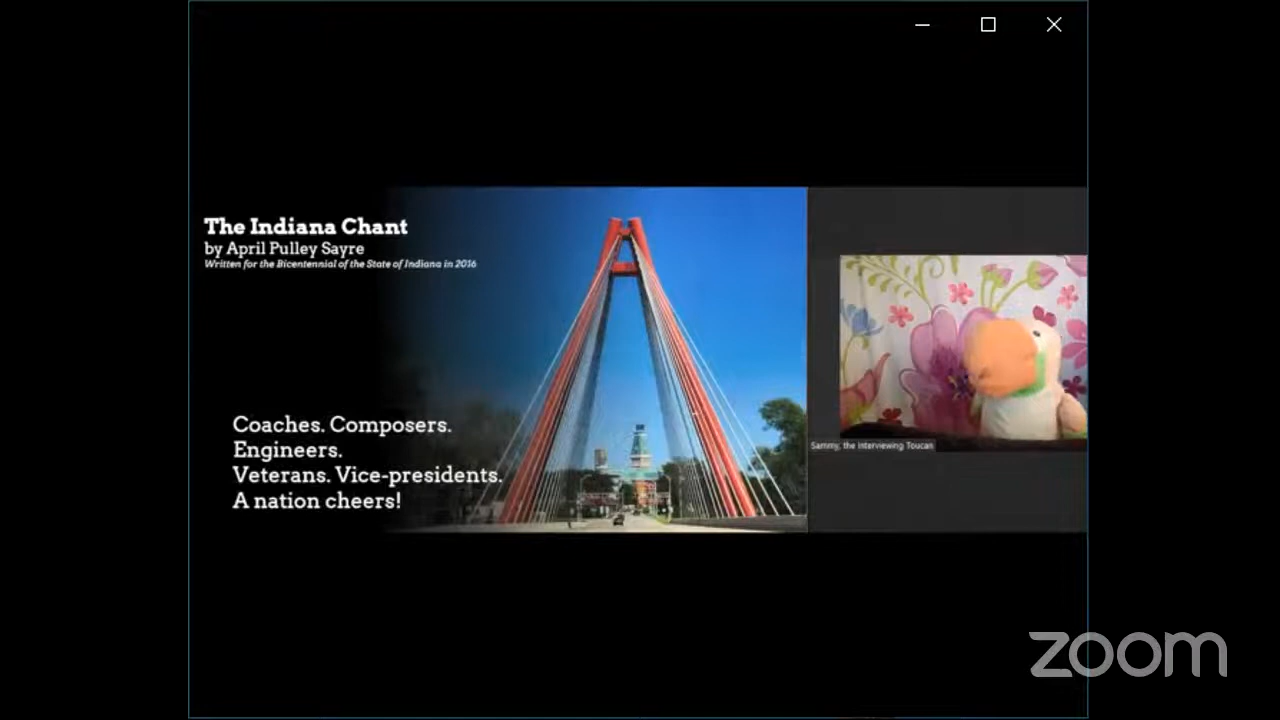 The Indiana Chant
by April Pulley Sayre
Written for the Bicentennial of the State of Indiana in 2016
Coaches. Composers.
Engineers.
Veterans. Vice-presidents.
A nation cheers!
Sammy, the Interviewing Toucan
zoom